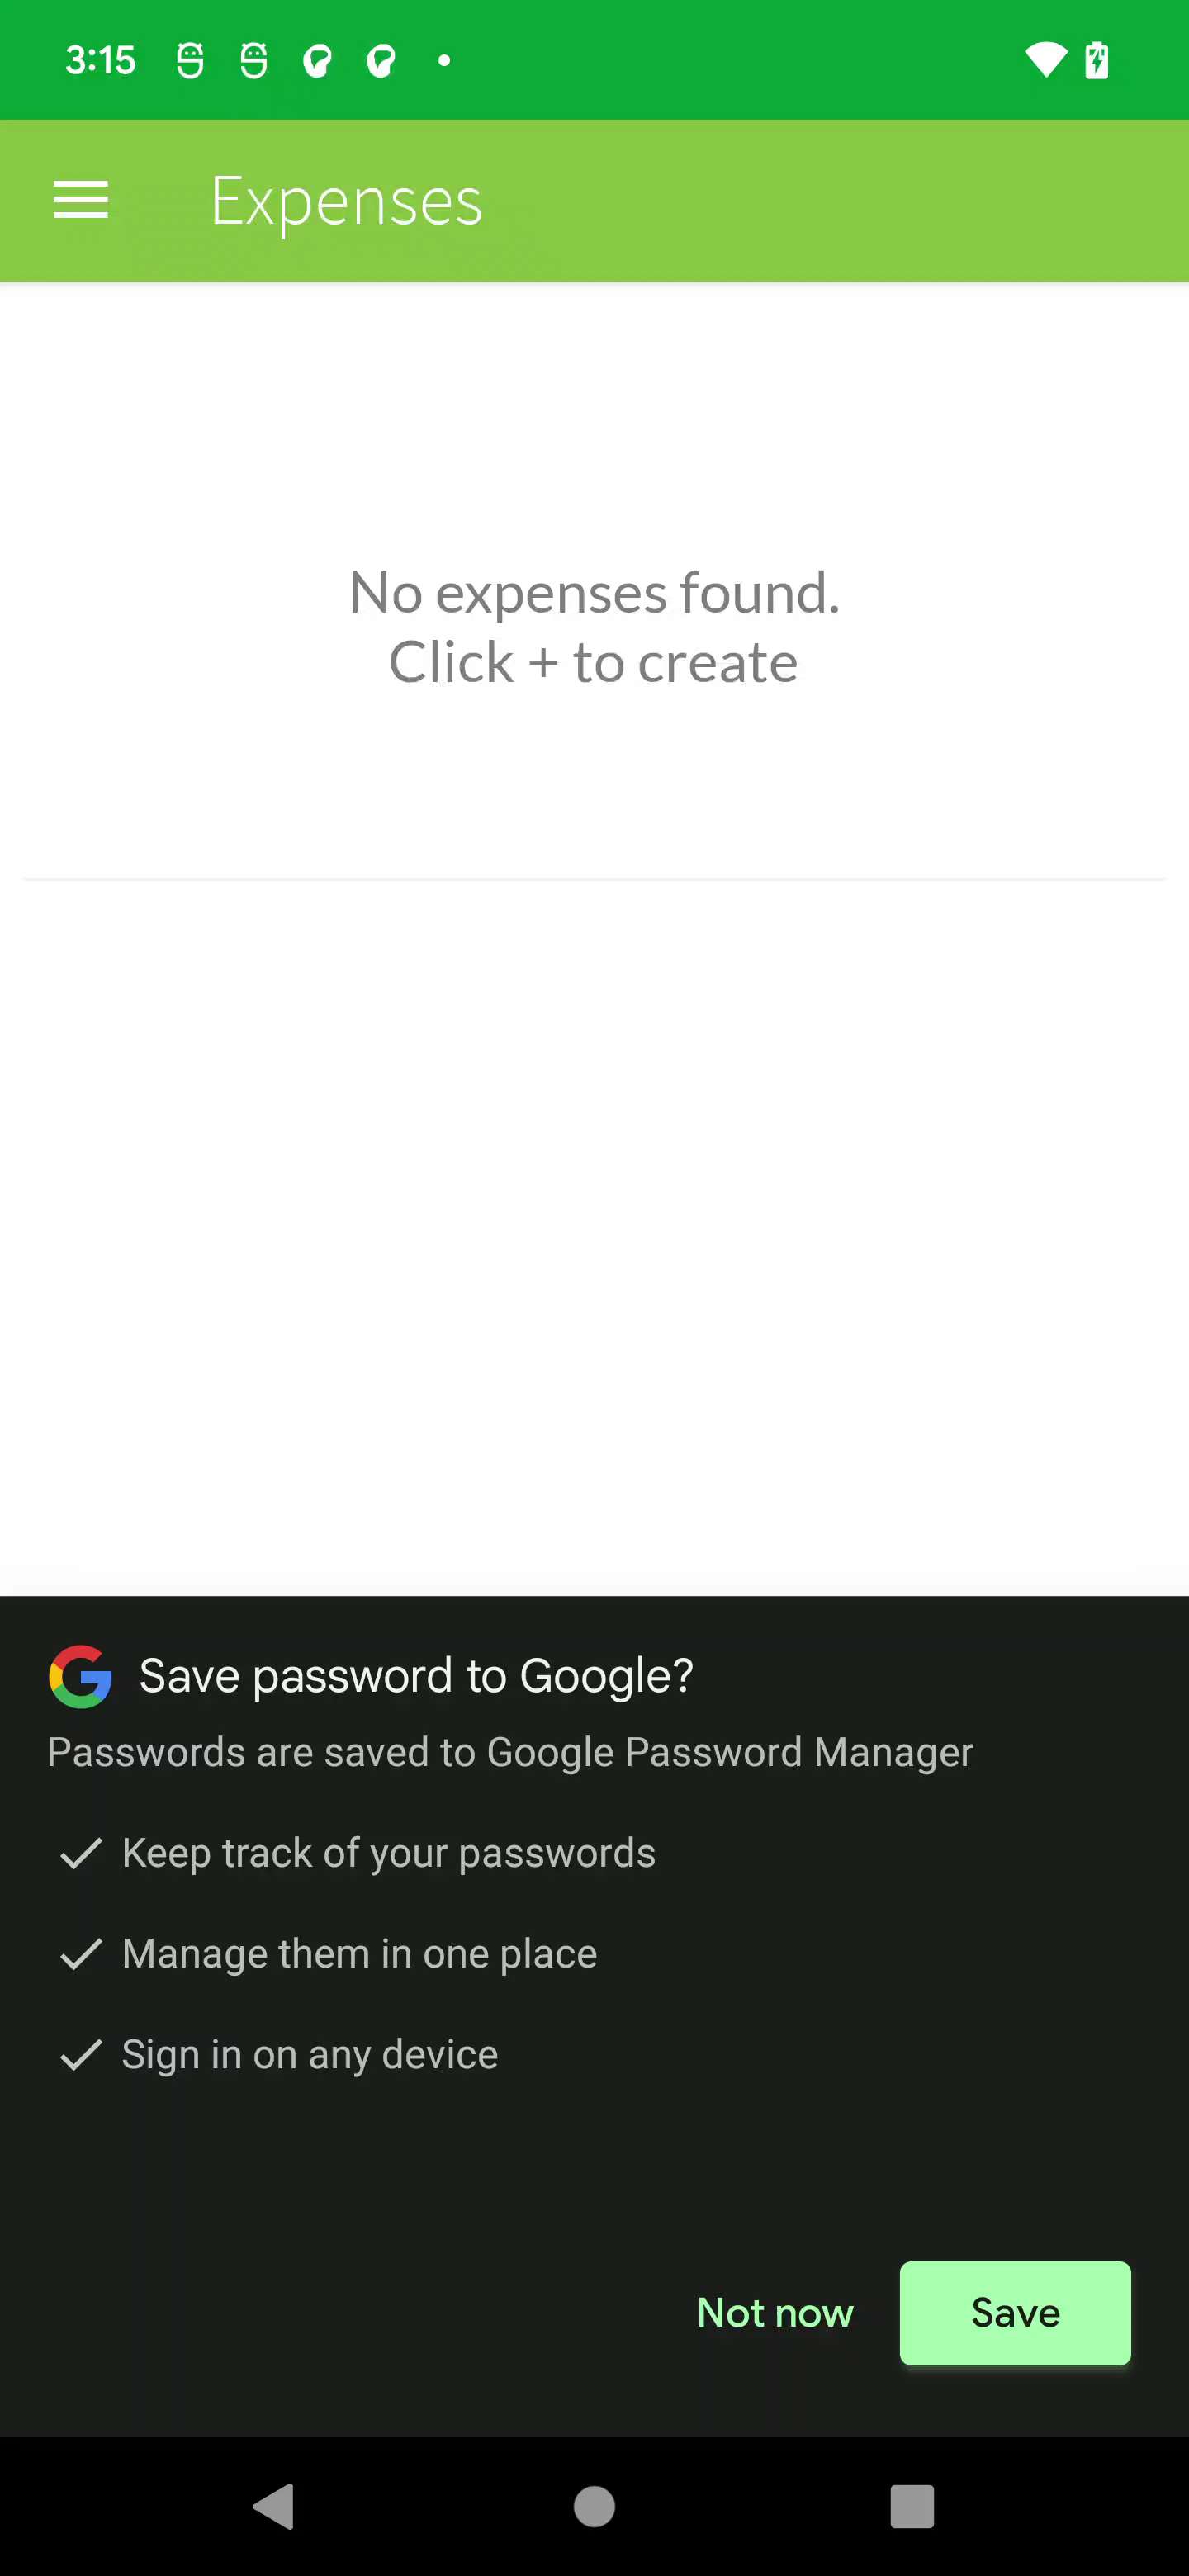 3:15
Expenses
No expenses found.
Click + to create
Save password to Google?
Passwords are saved to Google Password Manager
Keep track of your passwords
Manage them in one place
Sign in on any device
Not now
Save